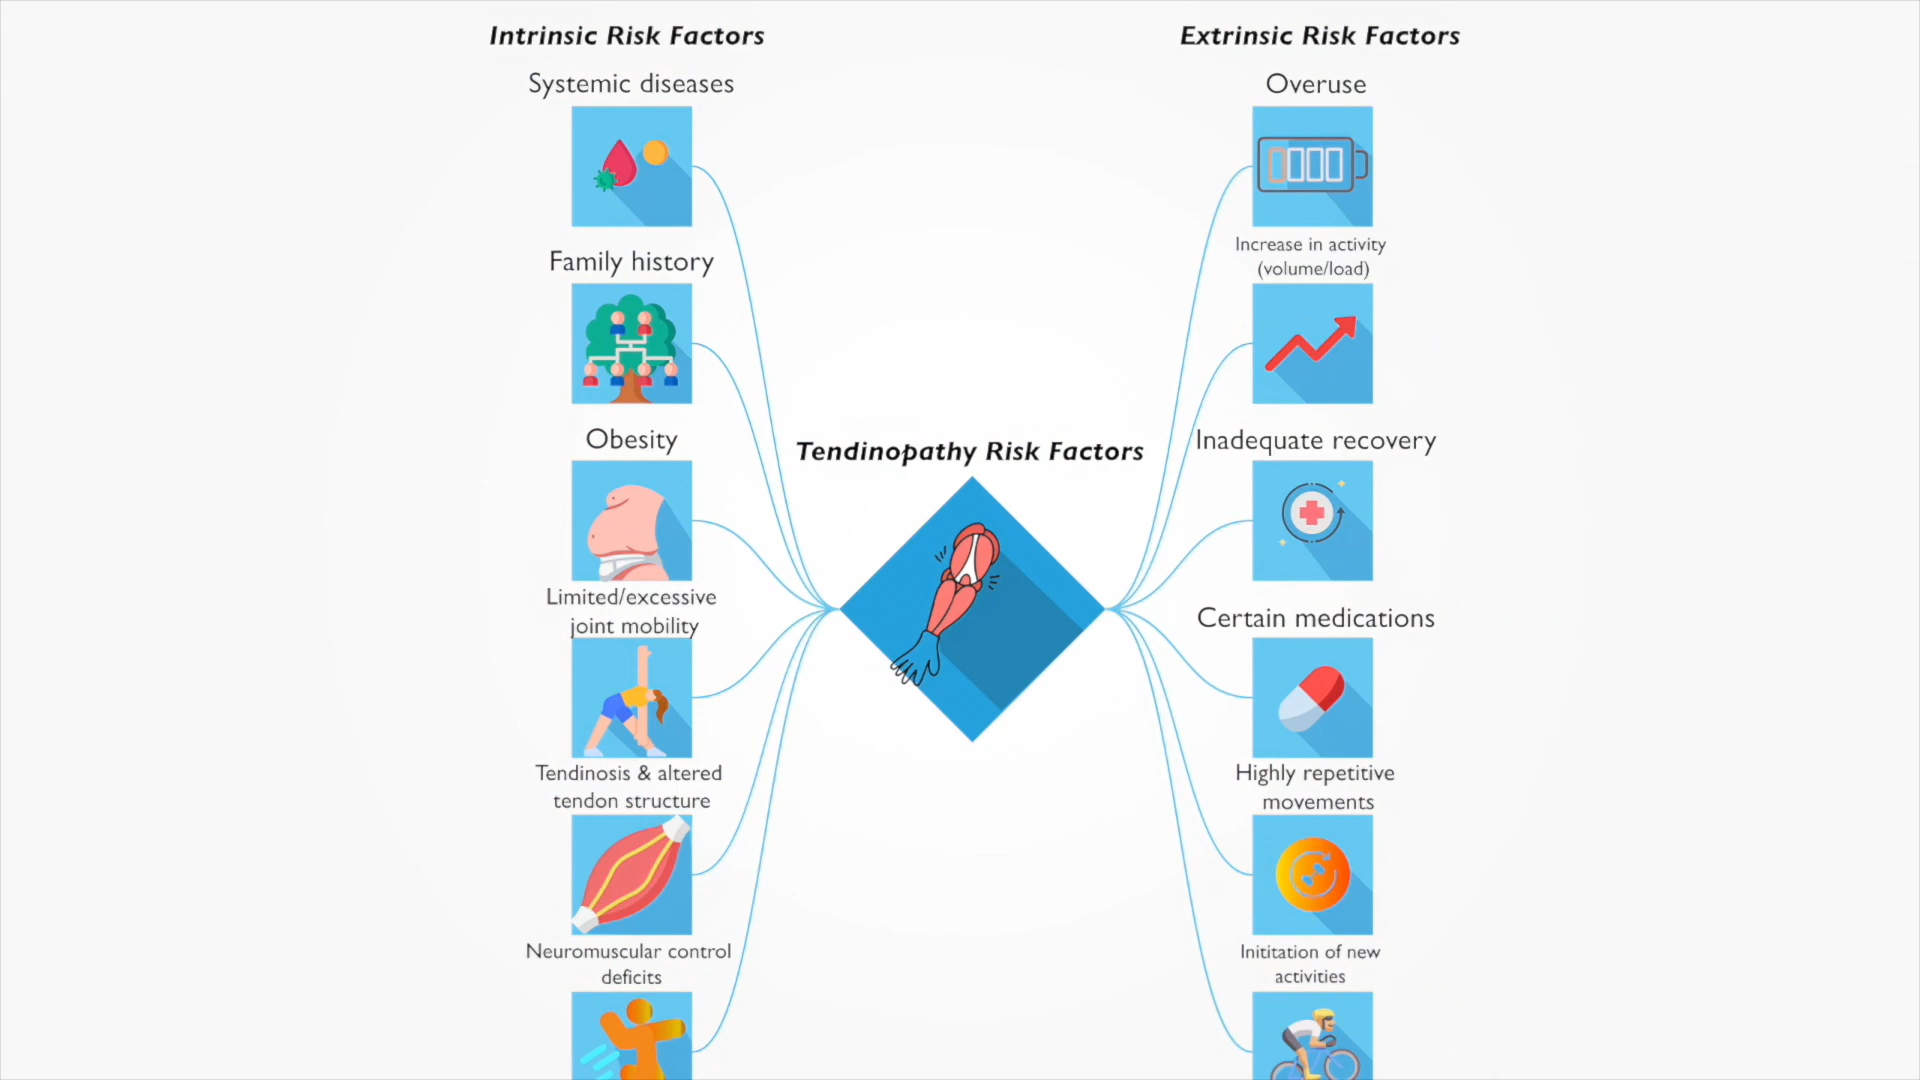 Intrinsic Risk Factors
Systemic diseases
Family history
Obesity
Limited/excessive
joint mobility
Tendinosis & altered
tendon structure
Neuromuscular control
deficits
Tendinopathy Risk Factors
Extrinsic Risk Factors
Overuse
Increase in activity
(volume/load)
Inadequate recovery
Certain medications
Highly repetitive
movements
Inititation of new
activities